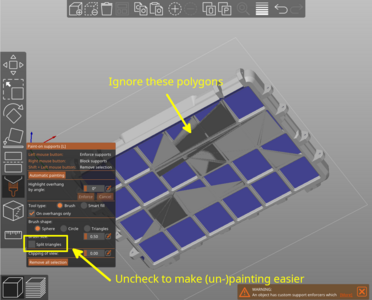 Ignore these polygons
Paint-on supports [L]
Left mouse button: Enforce supports
Right mouse button: Block supports
Shift + Left mouse button: Remove selection
Automatic painting
Highlight overhang
by angle:
Enforce
On overhangs only
Tool type: Brush Smart fill
Brush shape:
Sphere Circle Triangles
Split triangles
Clipping of view:
Remove all selection
Uncheck to make (un-)painting easier
WARNING:
An object has custom support enforcers which